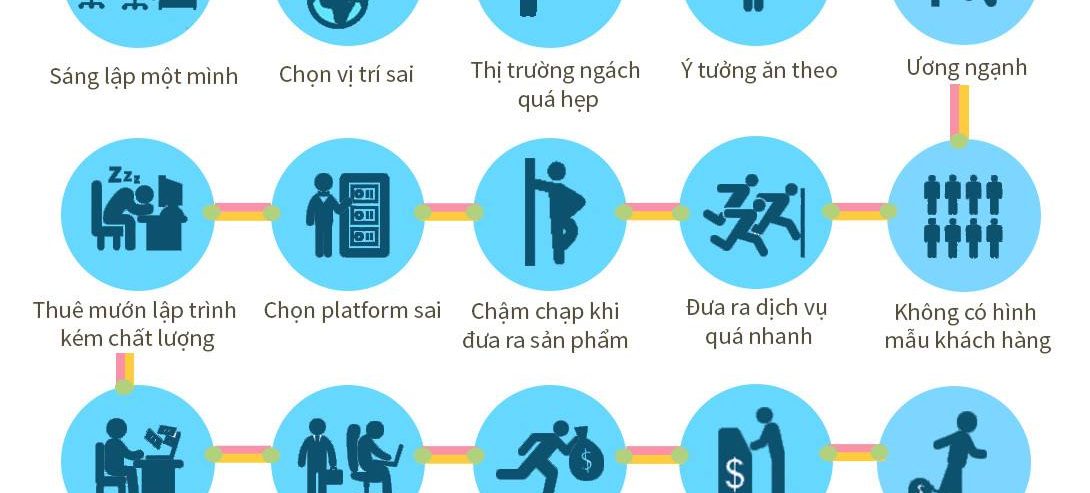 Sáng lập một mình
Chọn vị trí sai
Thị trường ngách
quá hẹp
Ý tưởng ăn theo
Ương ngạnh
Zzz
Thuê mướn lập trình
kém chất lượng
Chọn platform sai
Chậm chạp khi
đưa ra sản phẩm
Đưa ra dịch vụ
quá nhanh
Không có hình
mẫu khách hàng
$
$